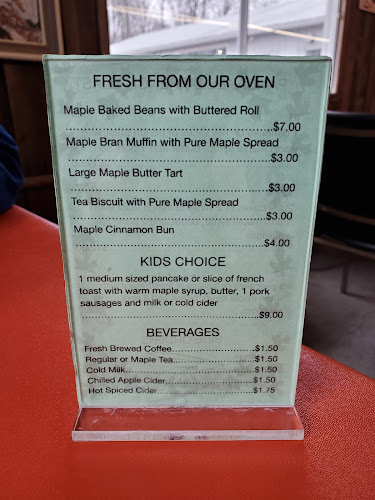 FRESH FROM OUR OVEN
Maple Baked Beans with Buttered Roll
..........................................................$7.00
Maple Bran Muffin with Pure Maple Spread
..........................................................$3.00
Large Maple Butter Tart
..........................................................$3.00
Tea Biscuit with Pure Maple Spread
..........................................................$3.00
Maple Cinnamon Bun
..........................................................$4.00
KIDS CHOICE
1 medium sized pancake or slice of french
toast with warm maple syrup, butter, 1 pork
sausages and milk or cold cider
..........................................................$9.00
BEVERAGES
Fresh Brewed Coffee.........................$1.50
Regular or Maple Tea........................$1.50
Cold Milk.......................................$1.50
Chilled Apple Cider...........................$1.50
Hot Spiced Cider..............................$1.75